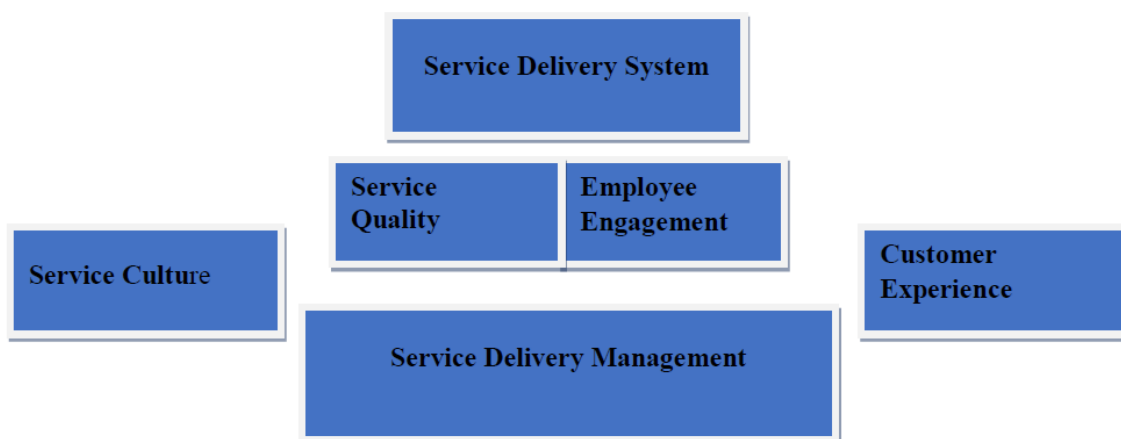 Service Delivery System
Service
Quality
Employee
Engagement
Service Culture
Customer
Experience
Service Delivery Management